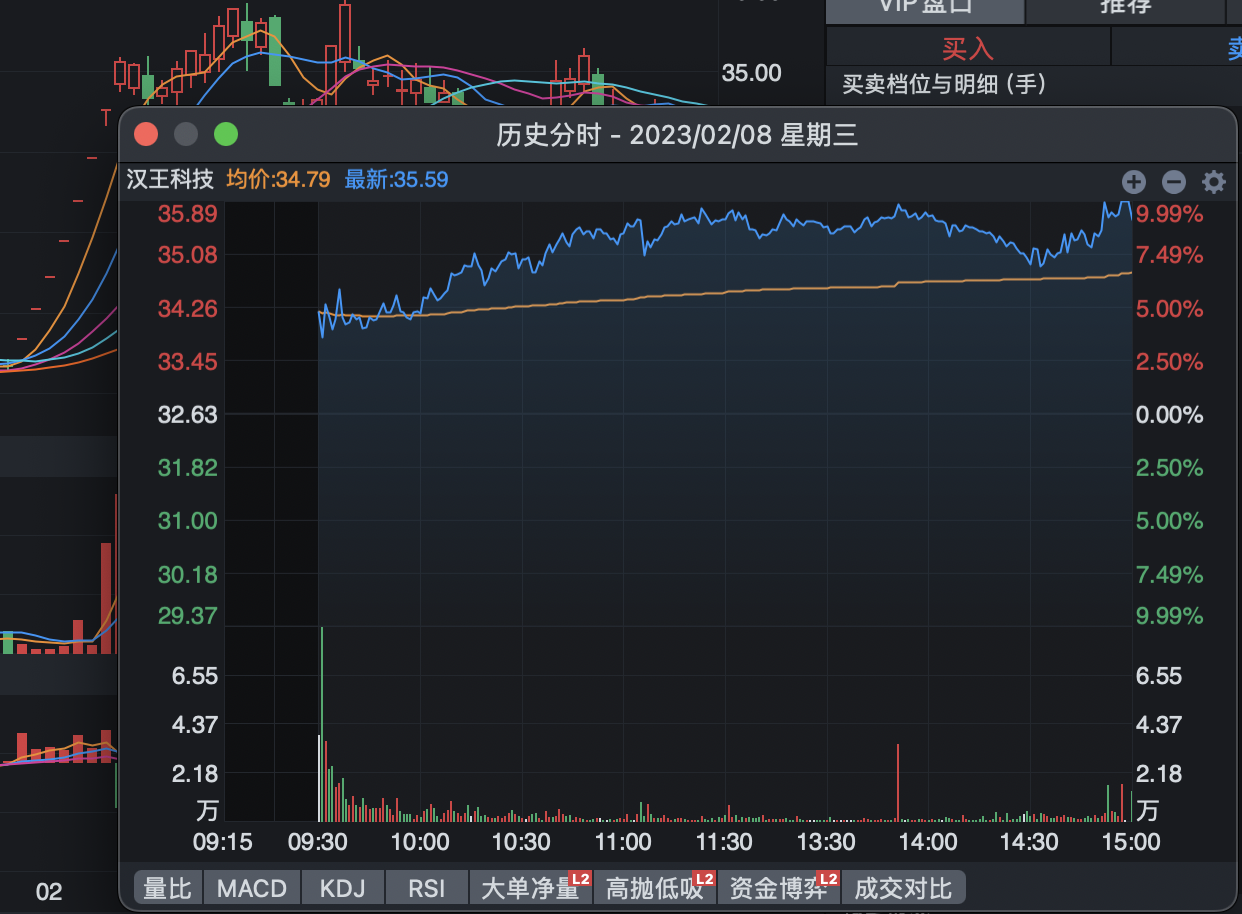 VIP盘口 推荐
买入 卖
35.00
买卖档位与明细 (手)
历史分时 - 2023/02/08 星期三
汉王科技 均价:34.79 最新:35.59
35.89 9.99%
35.08 7.49%
34.26 5.00%
33.45 2.50%
32.63 0.00%
31.82 2.50%
31.00 5.00%
30.18 7.49%
29.37 9.99%
6.55 6.55
4.37 4.37
2.18 2.18
万 万
09:15 09:30 10:00 10:30 11:00 11:30 13:30 14:00 14:30 15:00
02
量比 MACD KDJ RSI 大单净量 L2 高抛低吸 L2 资金博弈 L2 成交对比